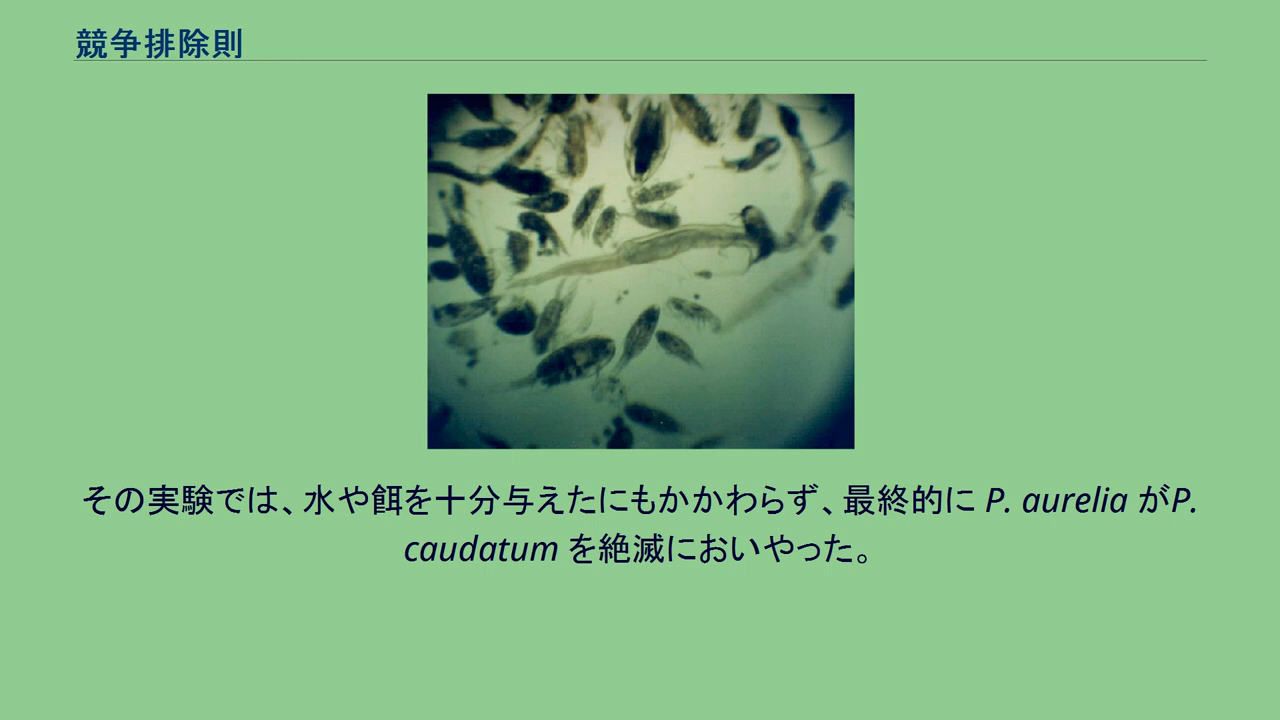 競争排除則
その実験では、水や餌を十分与えたにもかかわらず、最終的に P. aurelia がP.
caudatum を絶滅においやった。